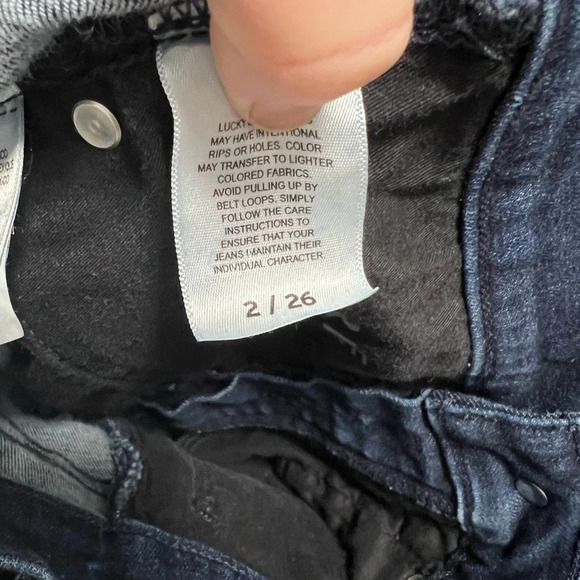 LUCKY
MAY HAVE INTENTIONAL
RIPS OR HOLES. COLOR
MAY TRANSFER TO LIGHTER
COLORED FABRICS.
AVOID PULLING UP BY
BELT LOOPS. SIMPLY
FOLLOW THE CARE
INSTRUCTIONS TO
ENSURE THAT YOUR
JEANS MAINTAIN THEIR
INDIVIDUAL CHARACTER.
2 / 26